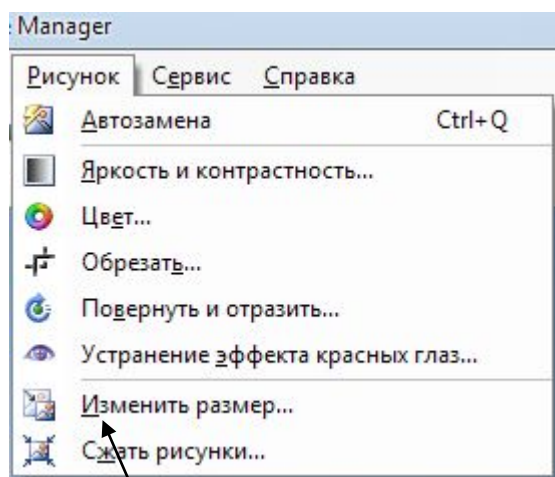 Manager
Рисунок Сервис Справка
Автозамена Ctrl+Q
Яркость и контрастность...
Цвет...
Обрезать...
Повернуть и отразить...
Устранение эффекта красных глаз...
Изменить размер...
Сжать рисунки...